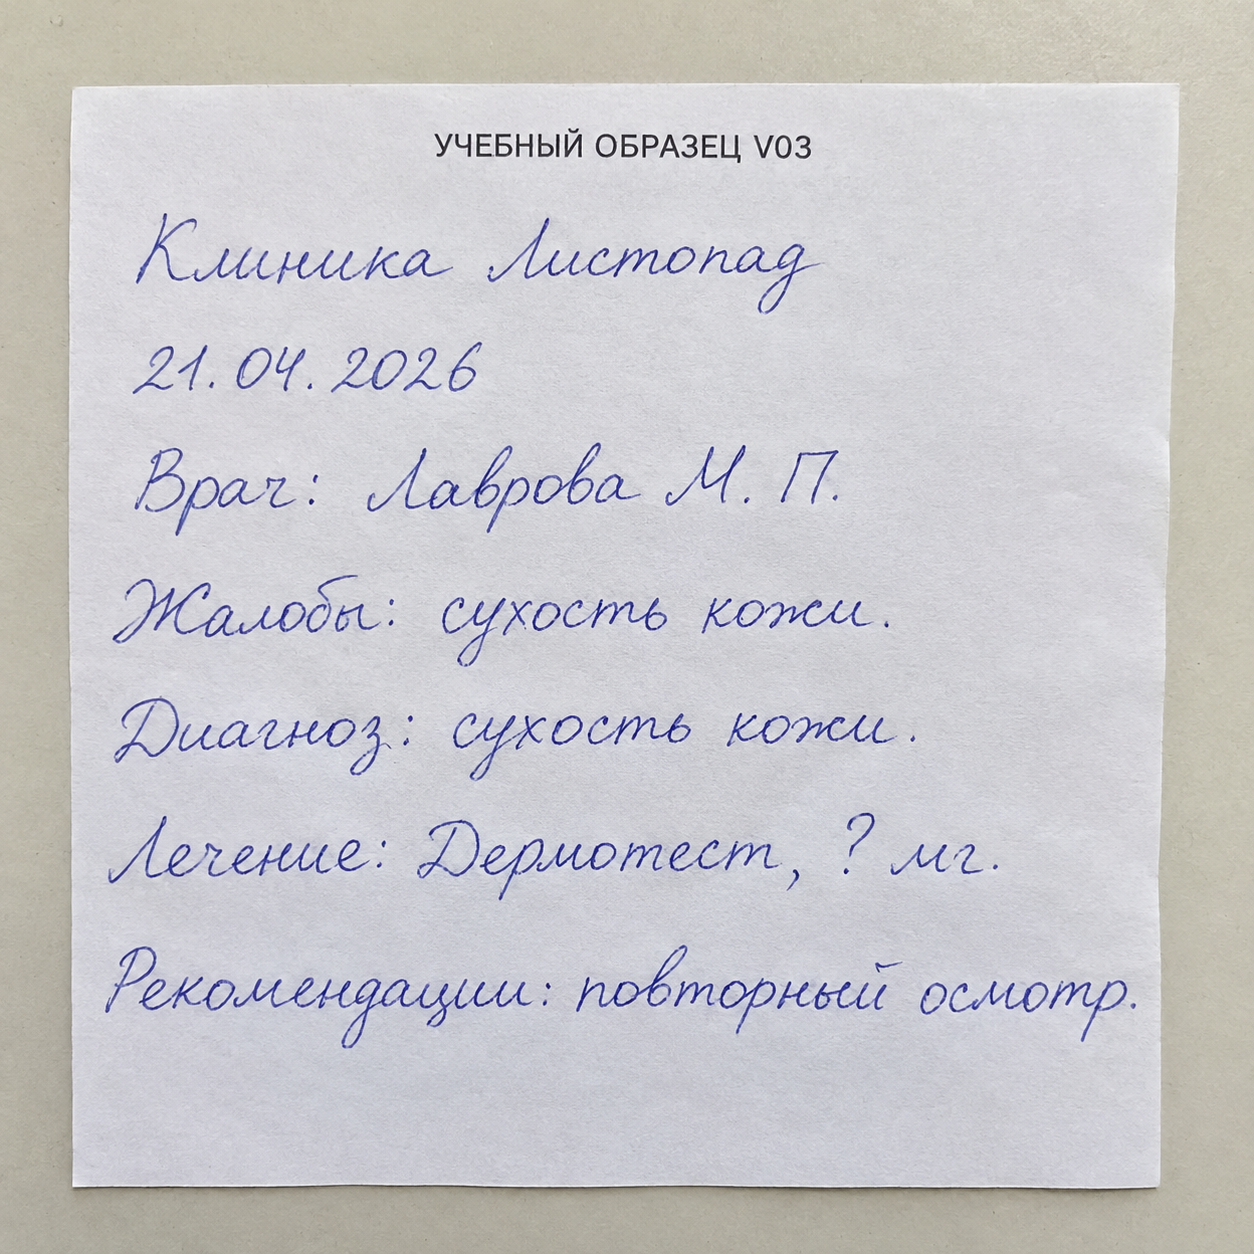 УЧЕБНЫЙ ОБРАЗЕЦ V03
Клиника Листопад
21.04.2026
Врач: Лаврова М. П.
Жалобы: сухость кожи.
Диагноз: сухость кожи.
Лечение: Дермотест, ? мг.
Рекомендации: повторный осмотр.